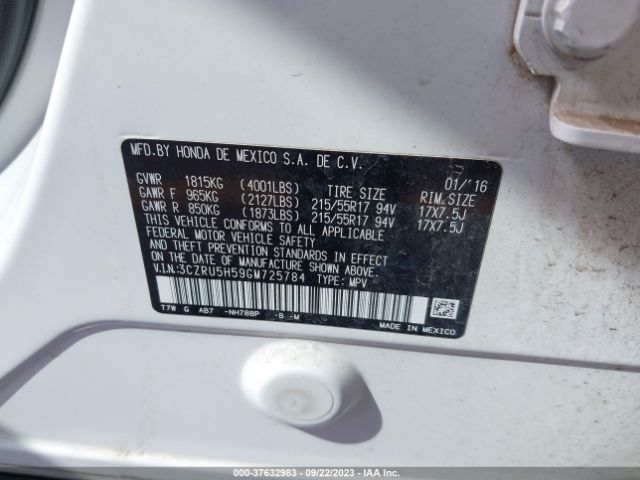 MFD.BY HONDA DE MEXICO S.A. DE C.V.
01/'16
GVWR 1815KG (4001LBS) TIRE SIZE RIM.SIZE
GAWR F 965KG (2127LBS) 215/55R17 94V 17X7.5J
GAWR R 850KG (1873LBS) 215/55R17 94V 17X7.5J
THIS VEHICLE CONFORMS TO ALL APPLICABLE
FEDERAL MOTOR VEHICLE SAFETY
AND THEFT PREVENTION STANDARDS IN EFFECT
ON THE DATE OF MANUFACTURE SHOWN ABOVE.
V.I.N:3CZRU5H59GM725784 TYPE: MPV
T7W G AB7 -NH788P -B -M
MADE IN MEXICO
000-37632983 - 09/22/2023 - IAA Inc.